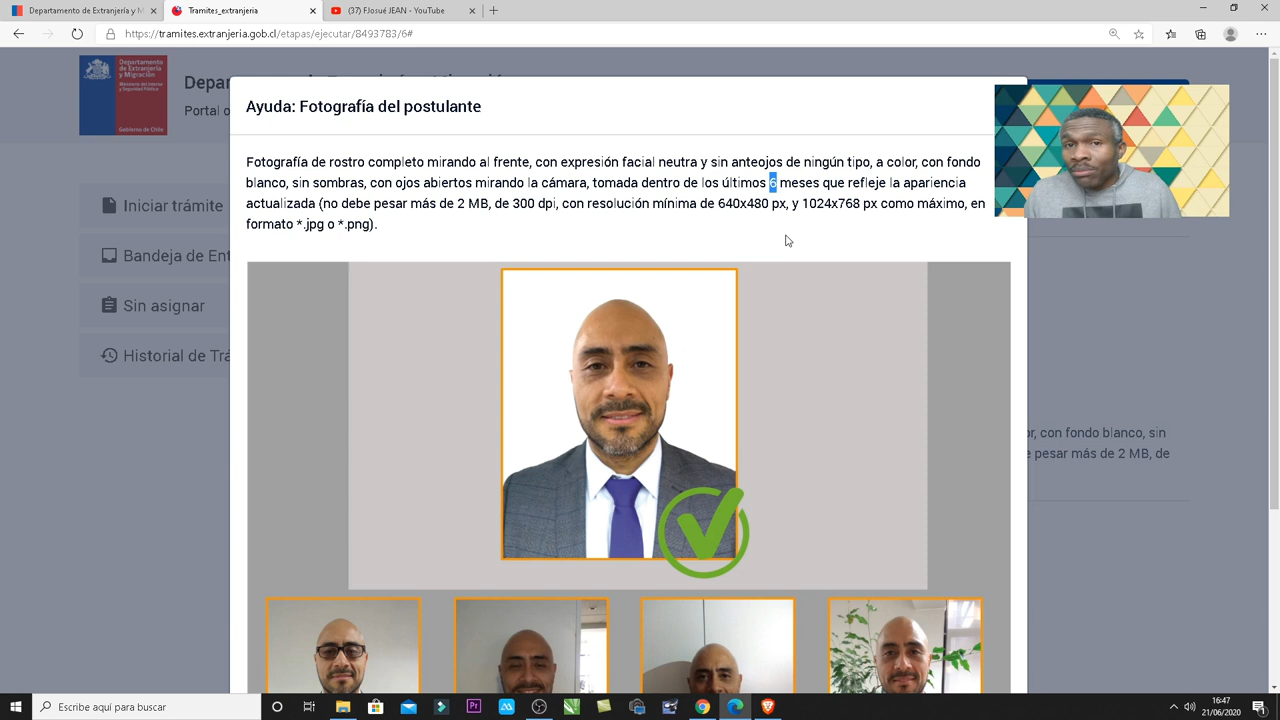 Departamento de Extranjería y M
Tramites_extranjeria
(37) FJosué JEAN - YouTube
https://tramites.extranjeria.gob.cl/etapas/ejecutar/8493783/6#
Departamento
de Extranjería
y Migración
Ministerio del Interior
y Seguridad Pública
Gobierno de Chile
Portal
Iniciar trámite
Bandeja de Ent
Sin asignar
Historial de Trá
Ayuda: Fotografía del postulante
Fotografía de rostro completo mirando al frente, con expresión facial neutra y sin anteojos de ningún tipo, a color, con fondo
blanco, sin sombras, con ojos abiertos mirando la cámara, tomada dentro de los últimos 6 meses que refleje la apariencia
actualizada (no debe pesar más de 2 MB, de 300 dpi, con resolución mínima de 640x480 px, y 1024x768 px como máximo, en
formato *.jpg o *.png).
or, con fondo blanco, sin
e pesar más de 2 MB, de
Escribe aquí para buscar
16:47
21/06/2020